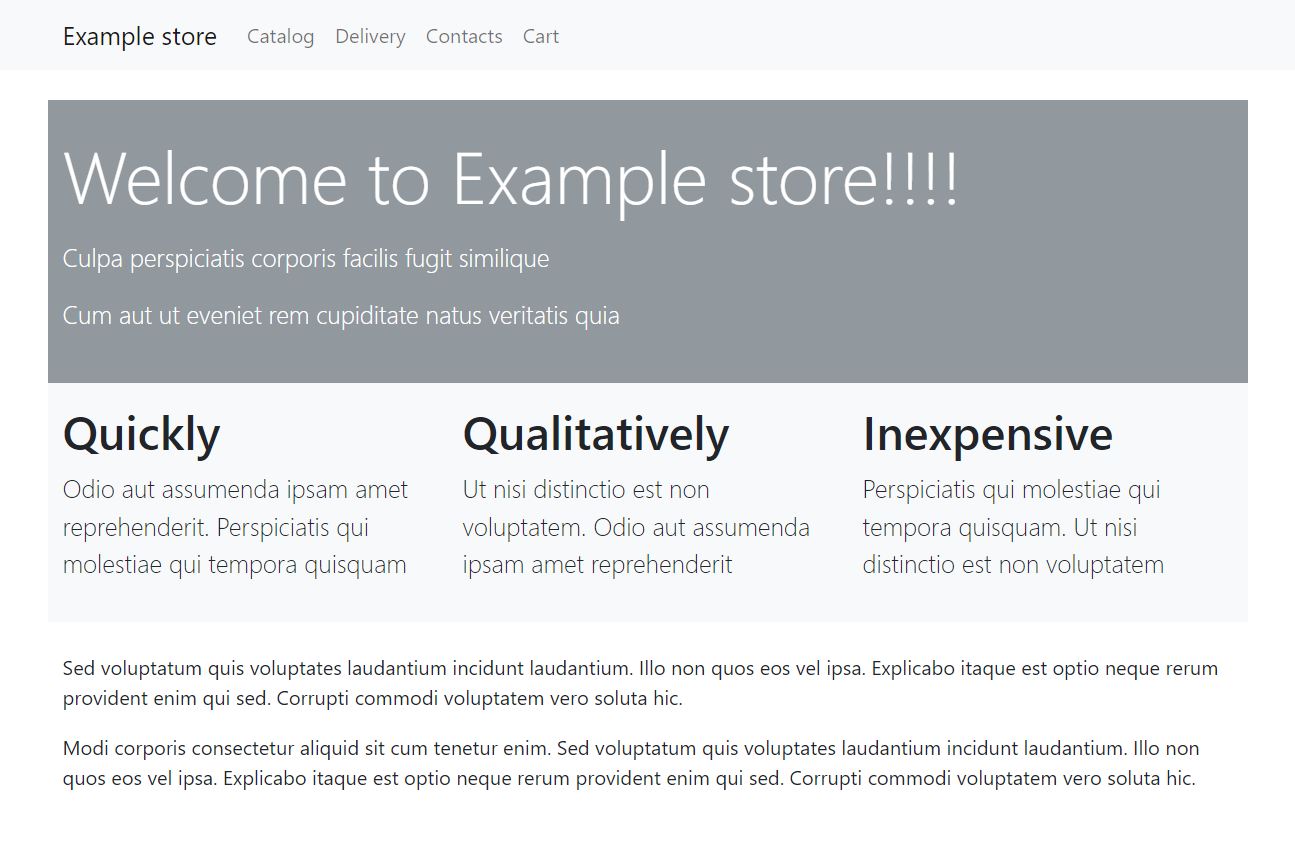 Example store Catalog Delivery Contacts Cart
Welcome to Example store!!!!
Culpa perspiciatis corporis facilis fugit similique
Cum aut ut eveniet rem cupiditate natus veritatis quia
Quickly
Odio aut assumenda ipsam amet
reprehenderit. Perspiciatis qui
molestiae qui tempora quisquam
Qualitatively
Ut nisi distinctio est non
voluptatem. Odio aut assumenda
ipsam amet reprehenderit
Inexpensive
Perspiciatis qui molestiae qui
tempora quisquam. Ut nisi
distinctio est non voluptatem
Sed voluptatum quis voluptates laudantium incidunt laudantium. Illo non quos eos vel ipsa. Explicabo itaque est optio neque rerum
provident enim qui sed. Corrupti commodi voluptatem vero soluta hic.
Modi corporis consectetur aliquid sit cum tenetur enim. Sed voluptatum quis voluptates laudantium incidunt laudantium. Illo non
quos eos vel ipsa. Explicabo itaque est optio neque rerum provident enim qui sed. Corrupti commodi voluptatem vero soluta hic.